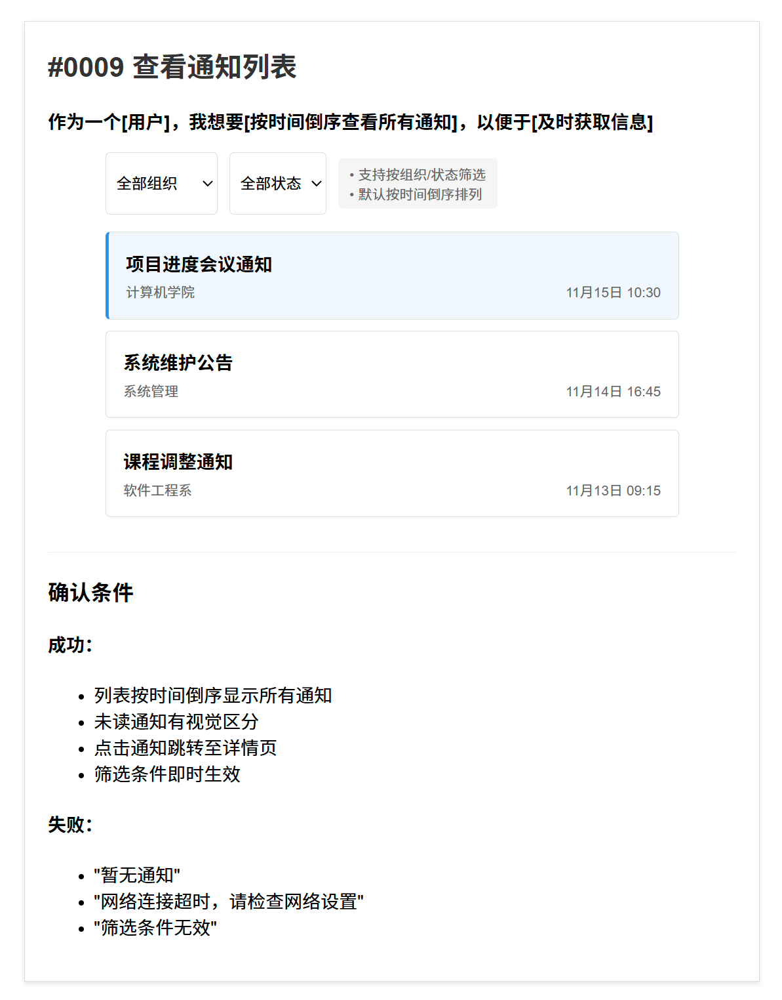 #0009 查看通知列表
作为一个[用户]，我想要[按时间倒序查看所有通知]，以便于[及时获取信息]
全部组织
全部状态
• 支持按组织/状态筛选
• 默认按时间倒序排列
项目进度会议通知
计算机学院 11月15日 10:30
系统维护公告
系统管理 11月14日 16:45
课程调整通知
软件工程系 11月13日 09:15
确认条件
成功：
• 列表按时间倒序显示所有通知
• 未读通知有视觉区分
• 点击通知跳转至详情页
• 筛选条件即时生效
失败：
• "暂无通知"
• "网络连接超时，请检查网络设置"
• "筛选条件无效"